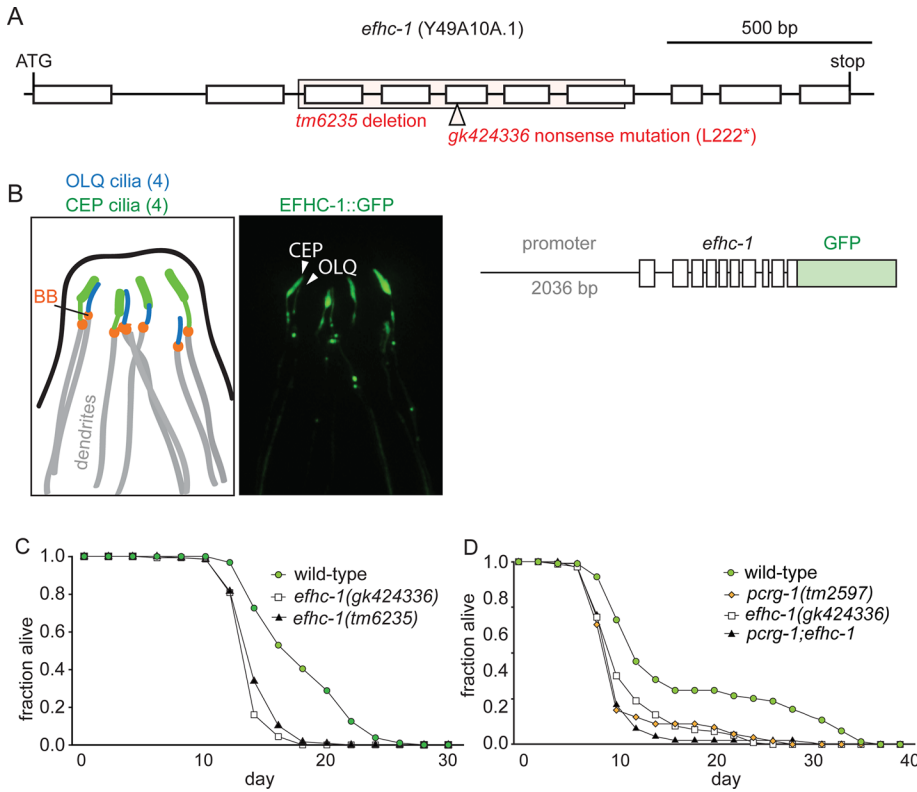 A
efhc-1 (Y49A10A.1)
500 bp
ATG
stop
tm6235 deletion
gk424336 nonsense mutation (L222*)
B
OLQ cilia (4)
CEP cilia (4)
EFHC-1::GFP
BB
dendrites
CEP
OLQ
promoter
efhc-1
GFP
2036 bp
C
fraction alive
1.0
0.8
0.6
0.4
0.2
0.0
0
10
20
30
day
wild-type
efhc-1(gk424336)
efhc-1(tm6235)
D
fraction alive
1.0
0.8
0.6
0.4
0.2
0.0
0
10
20
30
40
day
wild-type
pcrg-1(tm2597)
efhc-1(gk424336)
pcrg-1;efhc-1